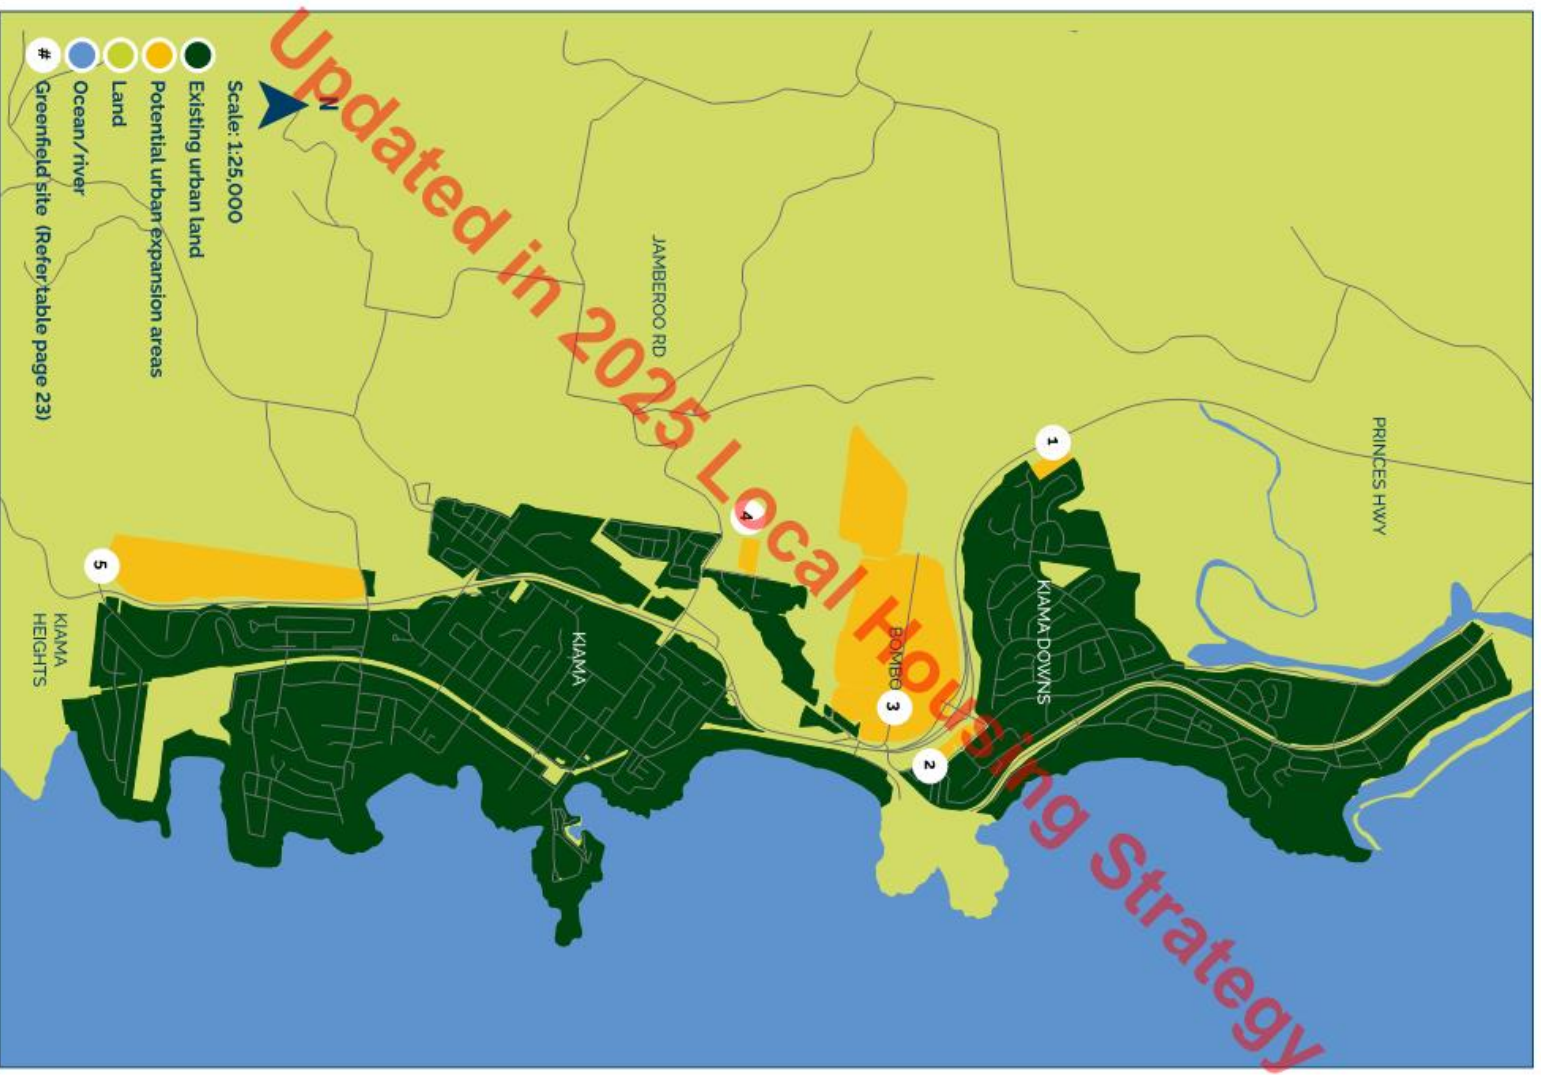 Updated in 2025 Local Housing Strategy
N
Scale: 1:25,000
Existing urban land
Potential urban expansion areas
Land
Ocean/river
# Greenfield site (Refer table page 23)
PRINCES HWY
JAMBEROO RD
1
KIAMA DOWNS
BOMBO
3
2
4
KIAMA
5
KIAMA
HEIGHTS